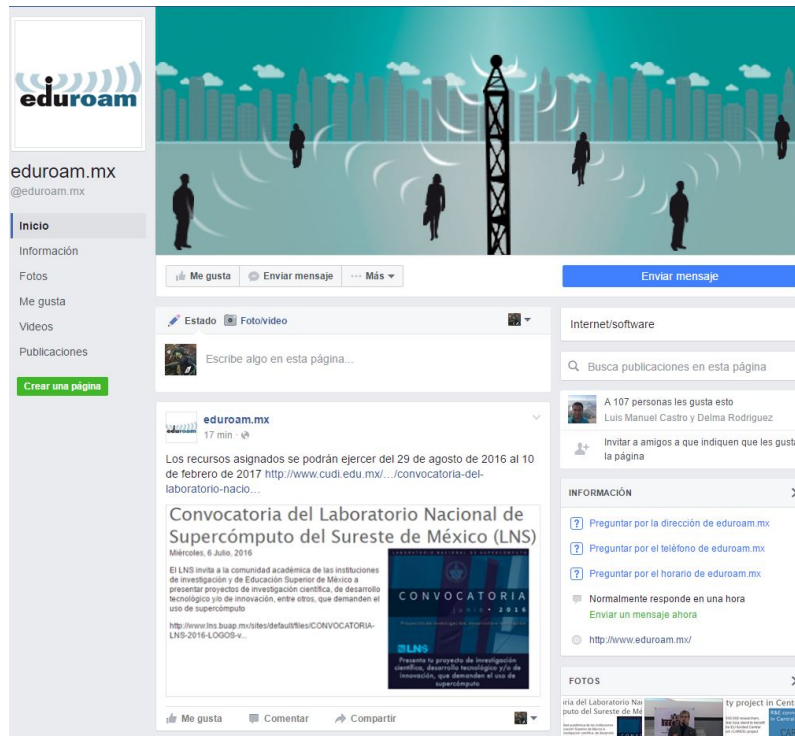 eduroam
eduroam.mx
@eduroam.mx
Inicio
Información
Fotos
Me gusta
Videos
Publicaciones
Crear una página
Me gusta
Enviar mensaje
Más
Enviar mensaje
Estado
Foto/video
Escribe algo en esta página...
eduroam
eduroam.mx
17 min
Los recursos asignados se podrán ejercer del 29 de agosto de 2016 al 10
de febrero de 2017 http://www.cudi.edu.mx/.../convocatoria-del-
laboratorio-nacio...
Convocatoria del Laboratorio Nacional de
Supercómputo del Sureste de México (LNS)
Miércoles, 6 Julio, 2016
El LNS invita a la comunidad académica de las instituciones
de investigación y de Educación Superior de México a
presentar proyectos de investigación científica, de desarrollo
tecnológico y/o de innovación, entre otros, que demanden el
uso de supercómputo
http://www.lns.buap.mx/sites/default/files/CONVOCATORIA-
LNS-2016-LOGOS-v...
LABORATORIO NACIONAL DE SUPERCÓMPUTO
CONVOCATORIA
junio • 2016
LNS
Presenta tu proyecto de investigación
científica, desarrollo tecnológico y/o de
innovación, que demanden el uso de
supercómputo
Me gusta
Comentar
Compartir
Internet/software
Busca publicaciones en esta página
A 107 personas les gusta esto
Luis Manuel Castro y Delma Rodriguez
Invitar a amigos a que indiquen que les gusta
la página
INFORMACIÓN
Preguntar por la dirección de eduroam.mx
Preguntar por el teléfono de eduroam.mx
Preguntar por el horario de eduroam.mx
Normalmente responde en una hora
Enviar un mensaje ahora
http://www.eduroam.mx/
FOTOS